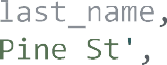 last_name,
Pine St',